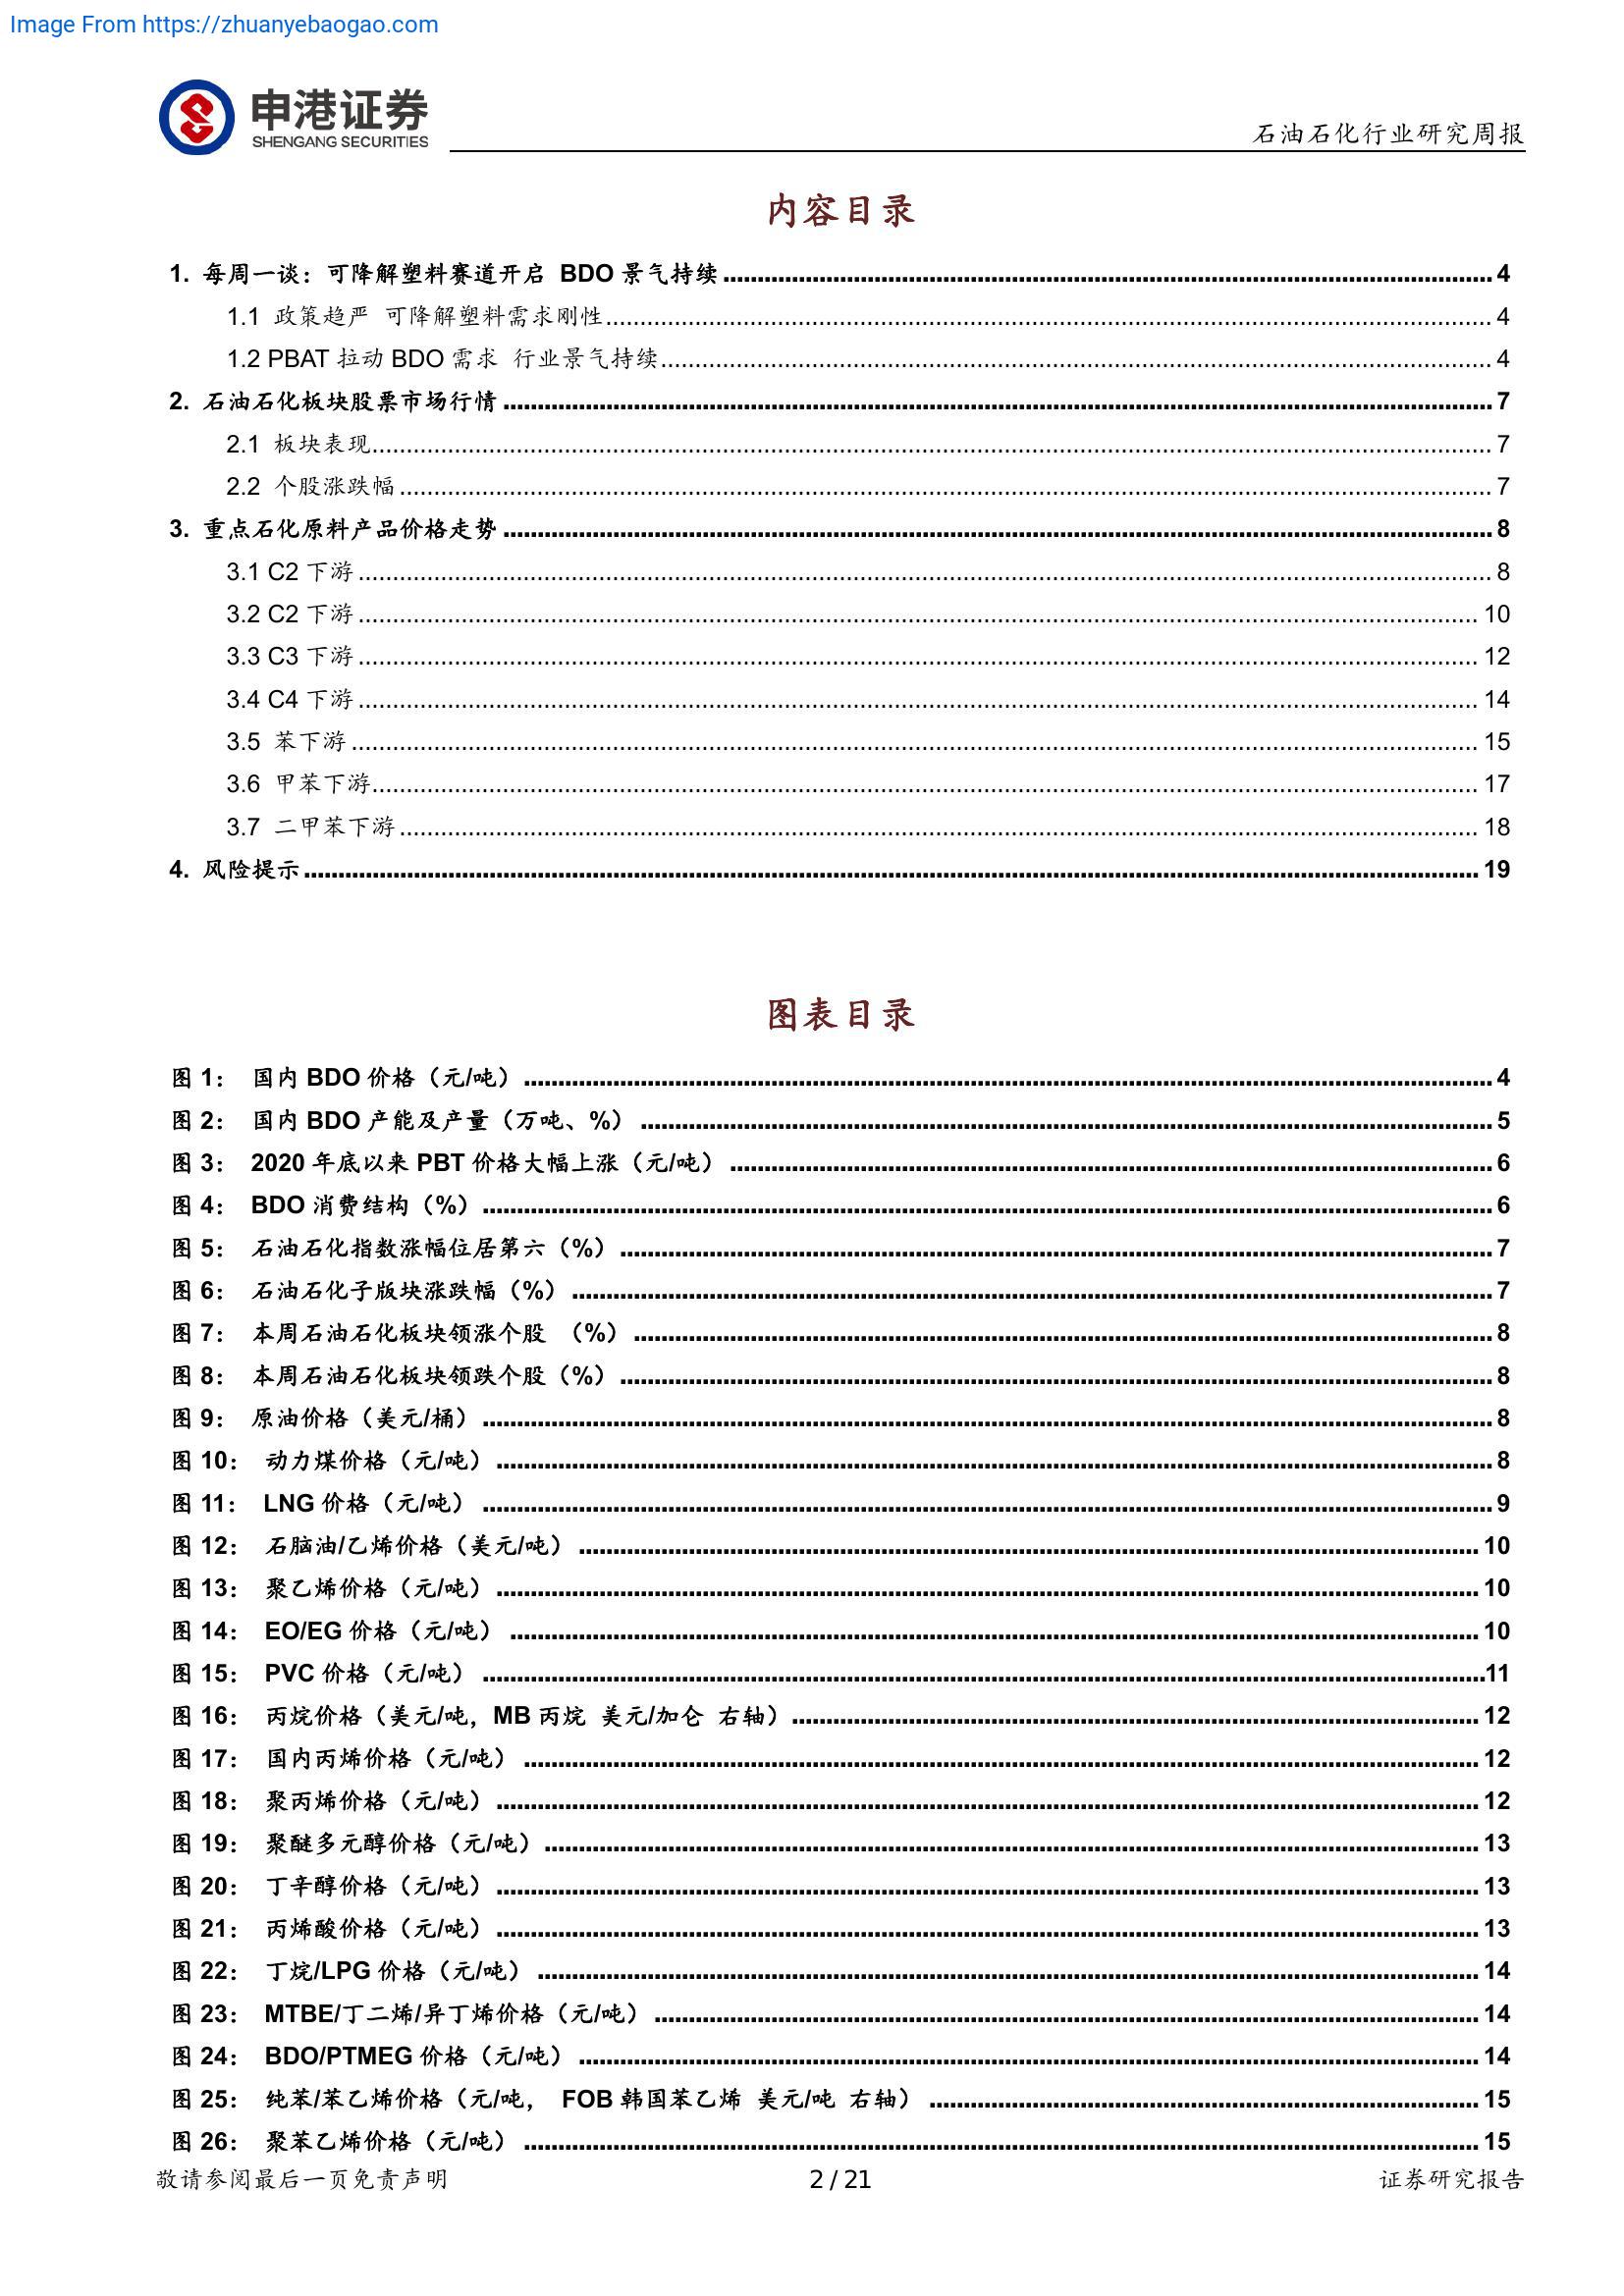 Image From https://zhuanyebaogao.com
申港证券
SHENGANG SECURITIES
石油石化行业研究周报
内容目录
1. 每周一谈：可降解塑料赛道开启 BDO 景气持续 4
1.1 政策趋严 可降解塑料需求刚性 4
1.2 PBAT 拉动 BDO 需求 行业景气持续 4
2. 石油石化板块股票市场行情 7
2.1 板块表现 7
2.2 个股涨跌幅 7
3. 重点石化原料产品价格走势 8
3.1 C2 下游 8
3.2 C2 下游 10
3.3 C3 下游 12
3.4 C4 下游 14
3.5 苯下游 15
3.6 甲苯下游 17
3.7 二甲苯下游 18
4. 风险提示 19
图表目录
图 1： 国内 BDO 价格（元/吨） 4
图 2： 国内 BDO 产能及产量（万吨、%） 5
图 3： 2020 年底以来 PBT 价格大幅上涨（元/吨） 6
图 4： BDO 消费结构（%） 6
图 5： 石油石化指数涨幅位居第六（%） 7
图 6： 石油石化子版块涨跌幅（%） 7
图 7： 本周石油石化板块领涨个股 （%） 8
图 8： 本周石油石化板块领跌个股（%） 8
图 9： 原油价格（美元/桶） 8
图 10： 动力煤价格（元/吨） 8
图 11： LNG 价格（元/吨） 9
图 12： 石脑油/乙烯价格（美元/吨） 10
图 13： 聚乙烯价格（元/吨） 10
图 14： EO/EG 价格（元/吨） 10
图 15： PVC 价格（元/吨） 11
图 16： 丙烷价格（美元/吨，MB 丙烷 美元/加仑 右轴） 12
图 17： 国内丙烯价格（元/吨） 12
图 18： 聚丙烯价格（元/吨） 12
图 19： 聚醚多元醇价格（元/吨） 13
图 20： 丁辛醇价格（元/吨） 13
图 21： 丙烯酸价格（元/吨） 13
图 22： 丁烷/LPG 价格（元/吨） 14
图 23： MTBE/丁二烯/异丁烯价格（元/吨） 14
图 24： BDO/PTMEG 价格（元/吨） 14
图 25： 纯苯/苯乙烯价格（元/吨， FOB 韩国苯乙烯 美元/吨 右轴） 15
图 26： 聚苯乙烯价格（元/吨） 15
敬请参阅最后一页免责声明 2 / 21 证券研究报告